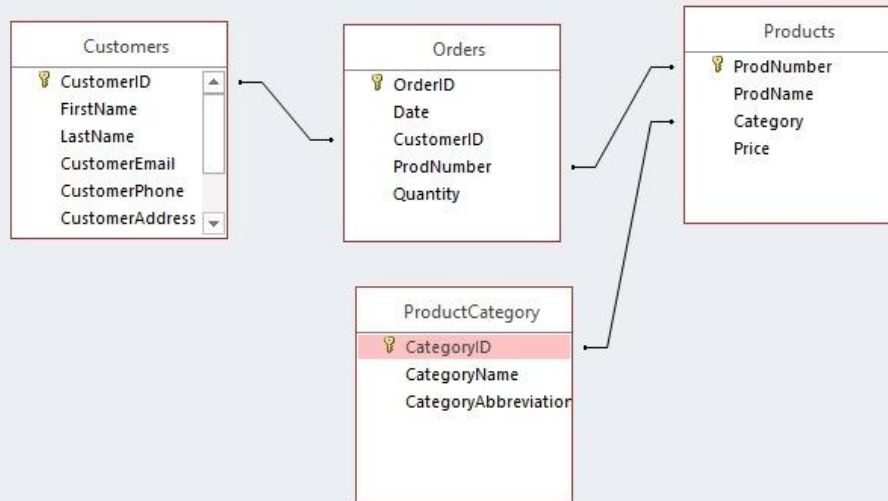 Customers
CustomerID
FirstName
LastName
CustomerEmail
CustomerPhone
CustomerAddress
Orders
OrderID
Date
CustomerID
ProdNumber
Quantity
Products
ProdNumber
ProdName
Category
Price
ProductCategory
CategoryID
CategoryName
CategoryAbbreviation